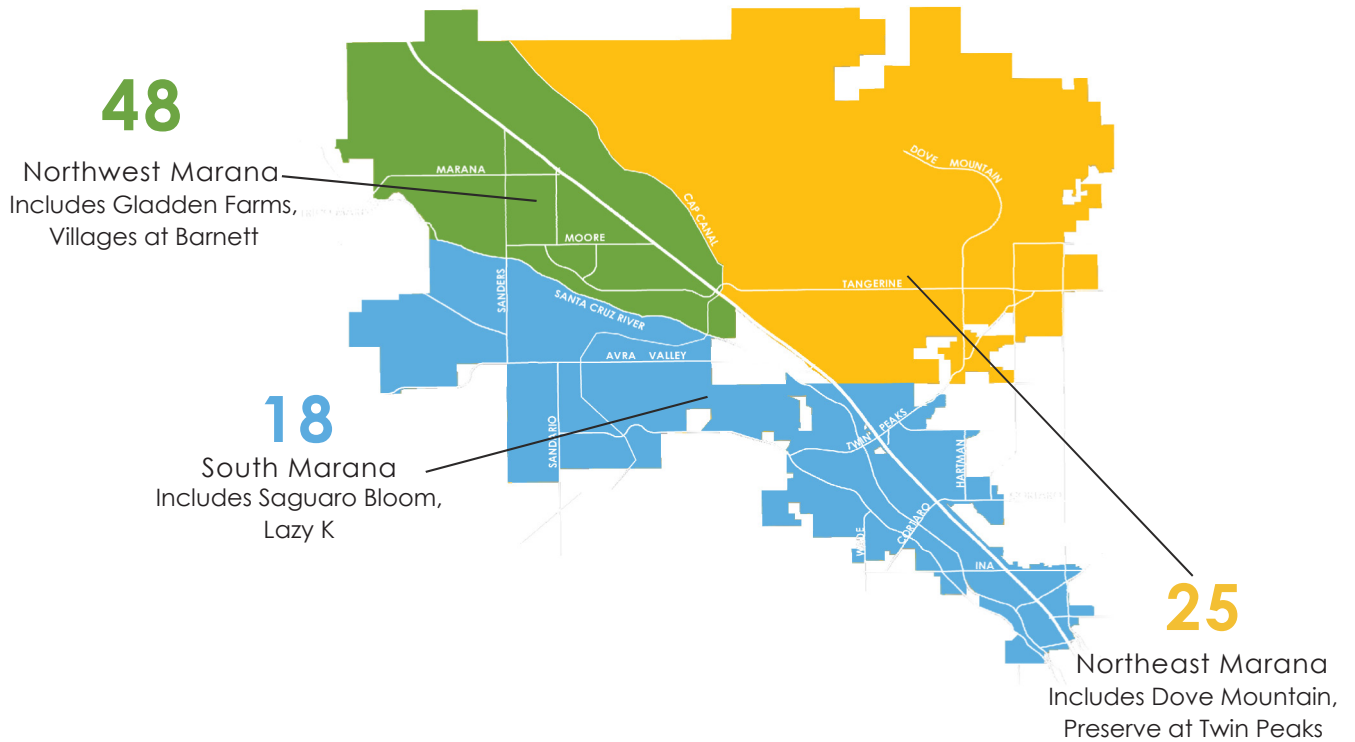 48
Northwest Marana
Includes Gladden Farms,
Villages at Barnett
18
South Marana
Includes Saguaro Bloom,
Lazy K
25
Northeast Marana
Includes Dove Mountain,
Preserve at Twin Peaks
MARANA
MOORE
SANDERS
SANTA CRUZ RIVER
CAP CANAL
DOVE MOUNTAIN
TANGERINE
AVRA VALLEY
SANDARIO
TWIN PEAKS
HARTMAN
CORTARO
WADE
INA